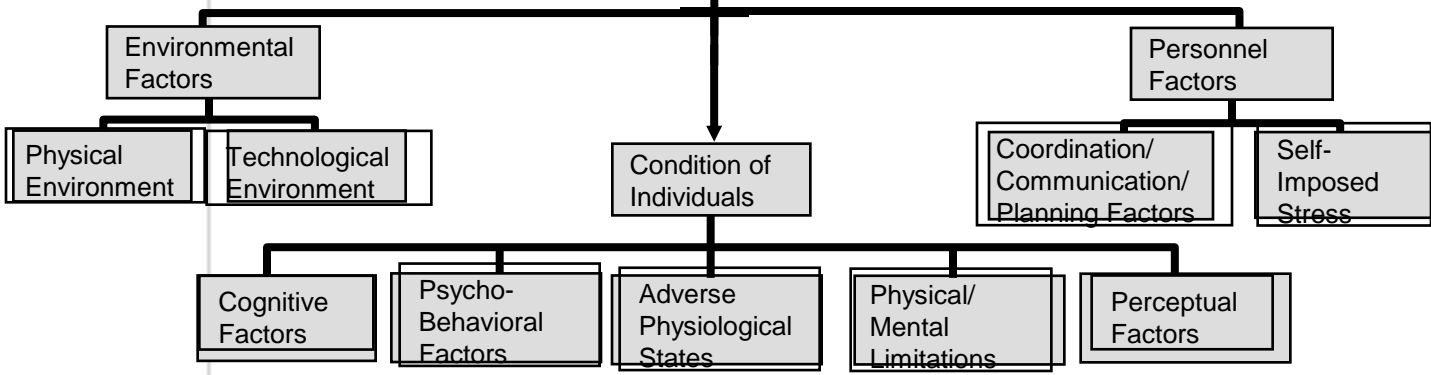 Environmental
Factors
Personnel
Factors
Physical
Environment
Technological
Environment
Condition of
Individuals
Coordination/
Communication/
Planning Factors
Self-
Imposed
Stress
Cognitive
Factors
Psycho-
Behavioral
Factors
Adverse
Physiological
States
Physical/
Mental
Limitations
Perceptual
Factors